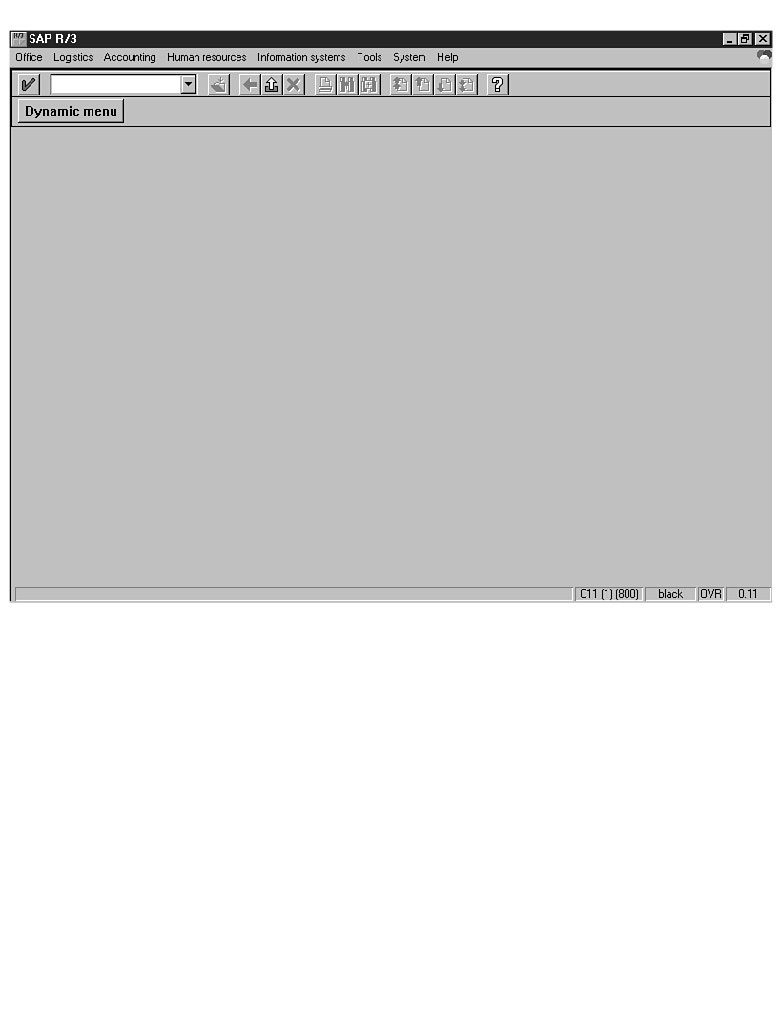 SAP R/3
Office Logistics Accounting Human resources Information systems Tools System Help
Dynamic menu
C11 (1) (800) black OVR 0.11